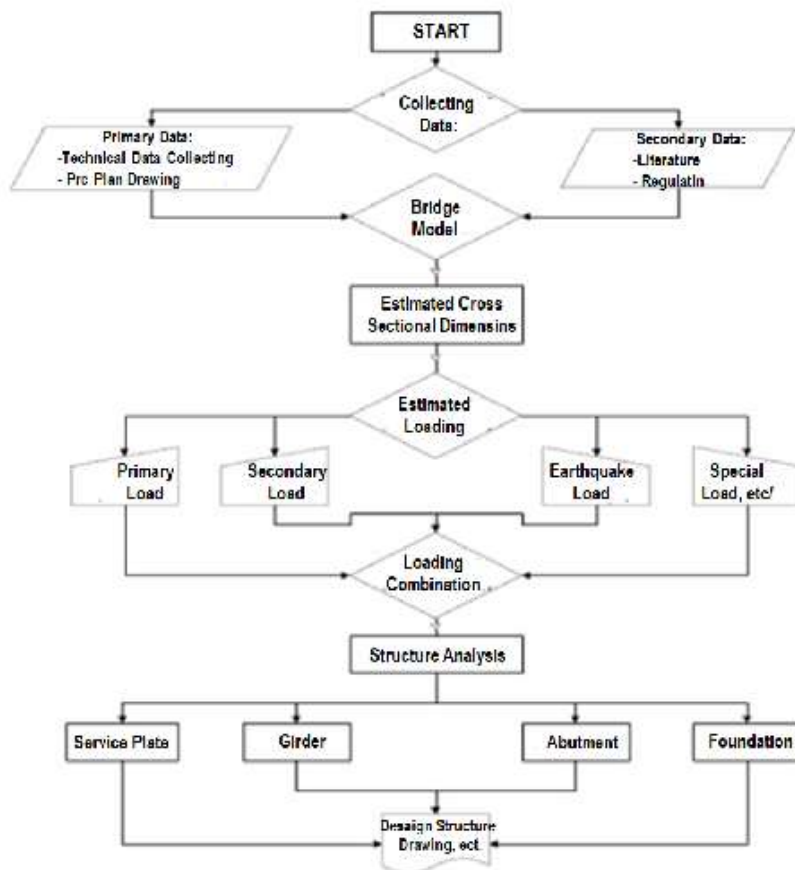 START
Collecting
Data:
Primary Data:
-Technical Data Collecting
- Prc Plan Drawing
Secondary Data:
-Literature
- Regulatin
Bridge
Model
Estimated Cross
Sectional Dimensins
Estimated
Loading
Primary
Load
Secondary
Load
Earthquake
Load
Special
Load, etc/
Loading
Combination
Structure Analysis
Service Plate
Girder
Abutment
Foundation
Desaign Structure
Drawing, ect.